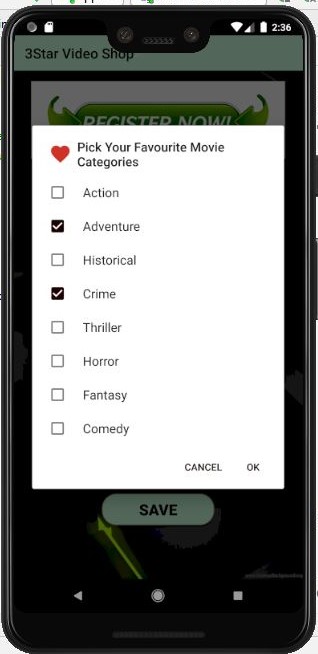 2:36
3Star Video Shop
REGISTER NOW!
Pick Your Favourite Movie
Categories
Action
Adventure
Historical
Crime
Thriller
Horror
Fantasy
Comedy
CANCEL OK
SAVE